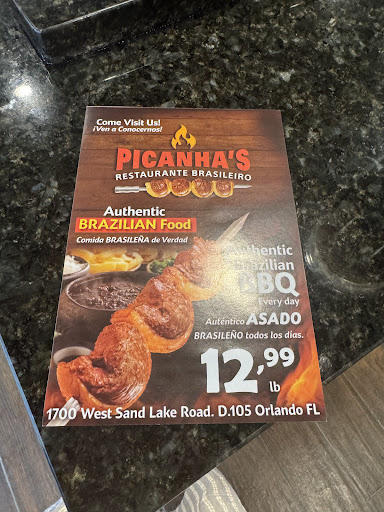 Come Visit Us!
¡Ven a Conocernos!
PICANHA'S
RESTAURANTE BRASILEIRO
Authentic
BRAZILIAN Food
Comida BRASILEÑA de Verdad
Authentic
Brazilian
BBQ
Every day
Auténtico ASADO
BRASILEÑO todos los días.
12,99
lb
1700 West Sand Lake Road. D.105 Orlando FL